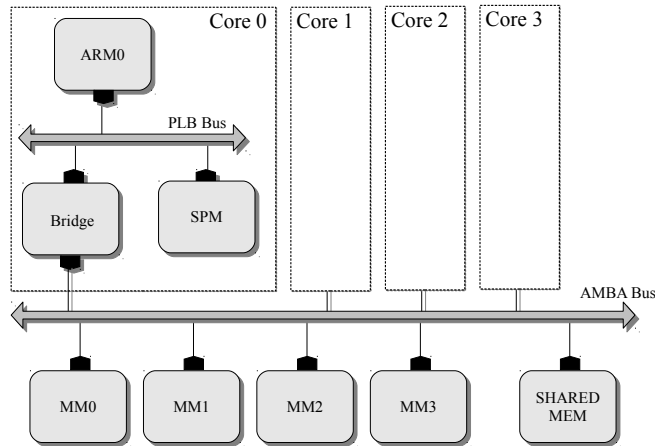 Core 0
Core 1
Core 2
Core 3
ARM0
PLB Bus
Bridge
SPM
AMBA Bus
MM0
MM1
MM2
MM3
SHARED
MEM